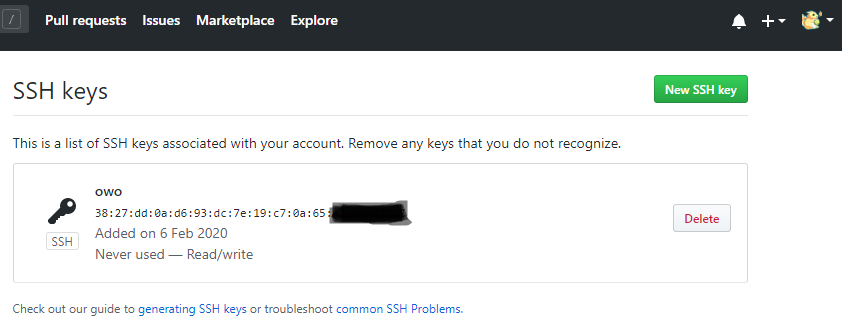 / Pull requests Issues Marketplace Explore
SSH keys
New SSH key
This is a list of SSH keys associated with your account. Remove any keys that you do not recognize.
owo
38:27:dd:0a:d6:93:dc:7e:19:c7:0a:65:
SSH
Added on 6 Feb 2020
Never used — Read/write
Delete
Check out our guide to generating SSH keys or troubleshoot common SSH Problems.